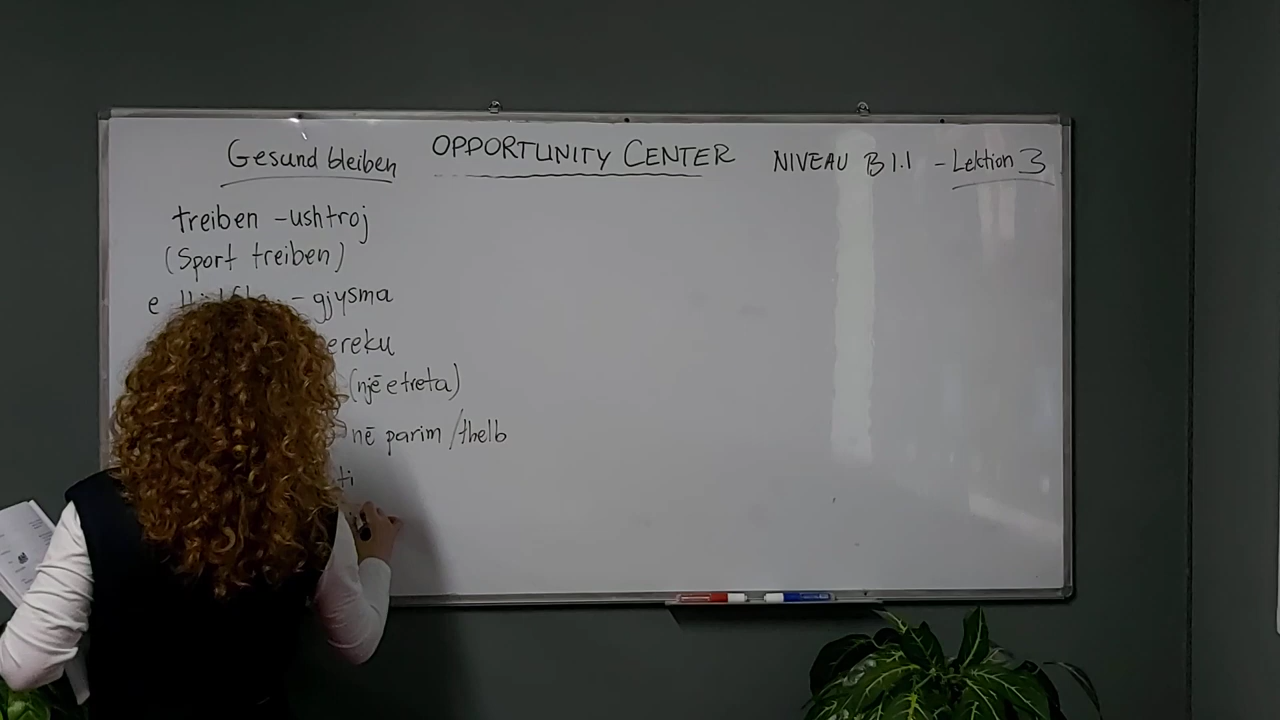 Gesund bleiben OPPORTUNITY CENTER NIVEAU B1.1 - Lektion 3
treiben - ushtroj
(Sport treiben)
e - gjysma
(një e treta)
në parim / thelb